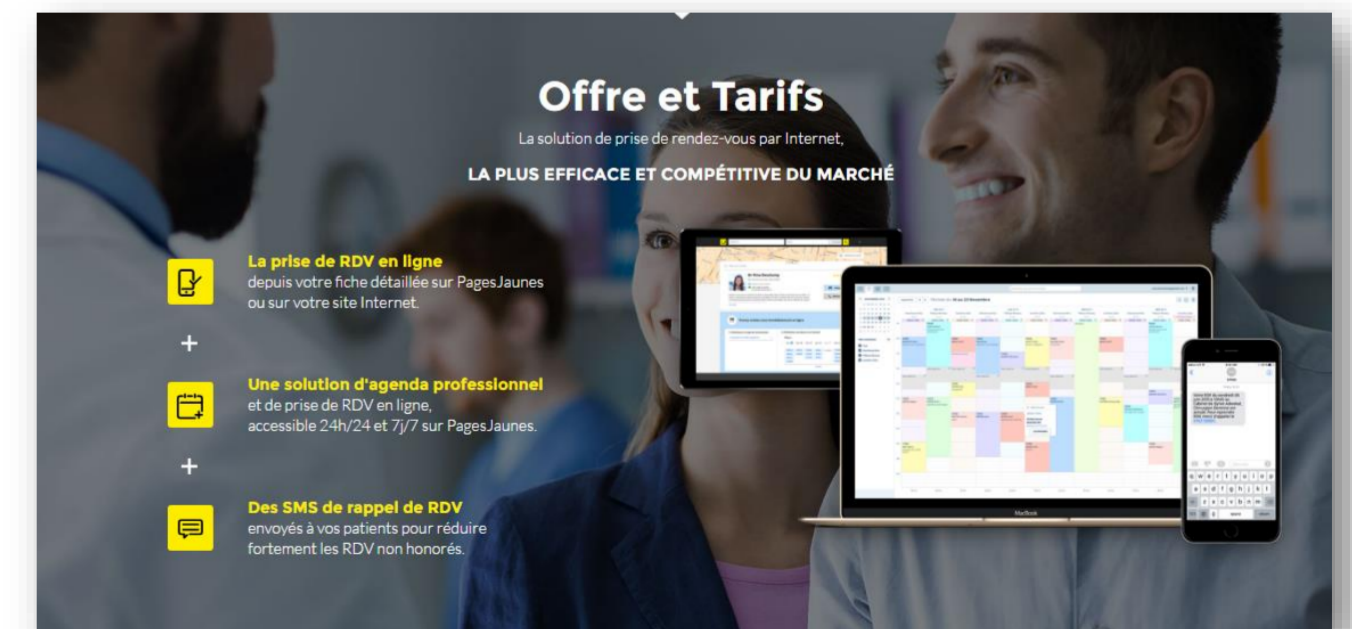 Offre et Tarifs
La solution de prise de rendez-vous par Internet,
LA PLUS EFFICACE ET COMPÉTITIVE DU MARCHÉ
La prise de RDV en ligne
depuis votre fiche détaillée sur PagesJaunes
ou sur votre site Internet.
+
Une solution d'agenda professionnel
et de prise de RDV en ligne,
accessible 24h/24 et 7j/7 sur PagesJaunes.
+
Des SMS de rappel de RDV
envoyés à vos patients pour réduire
fortement les RDV non honorés.
MacBook